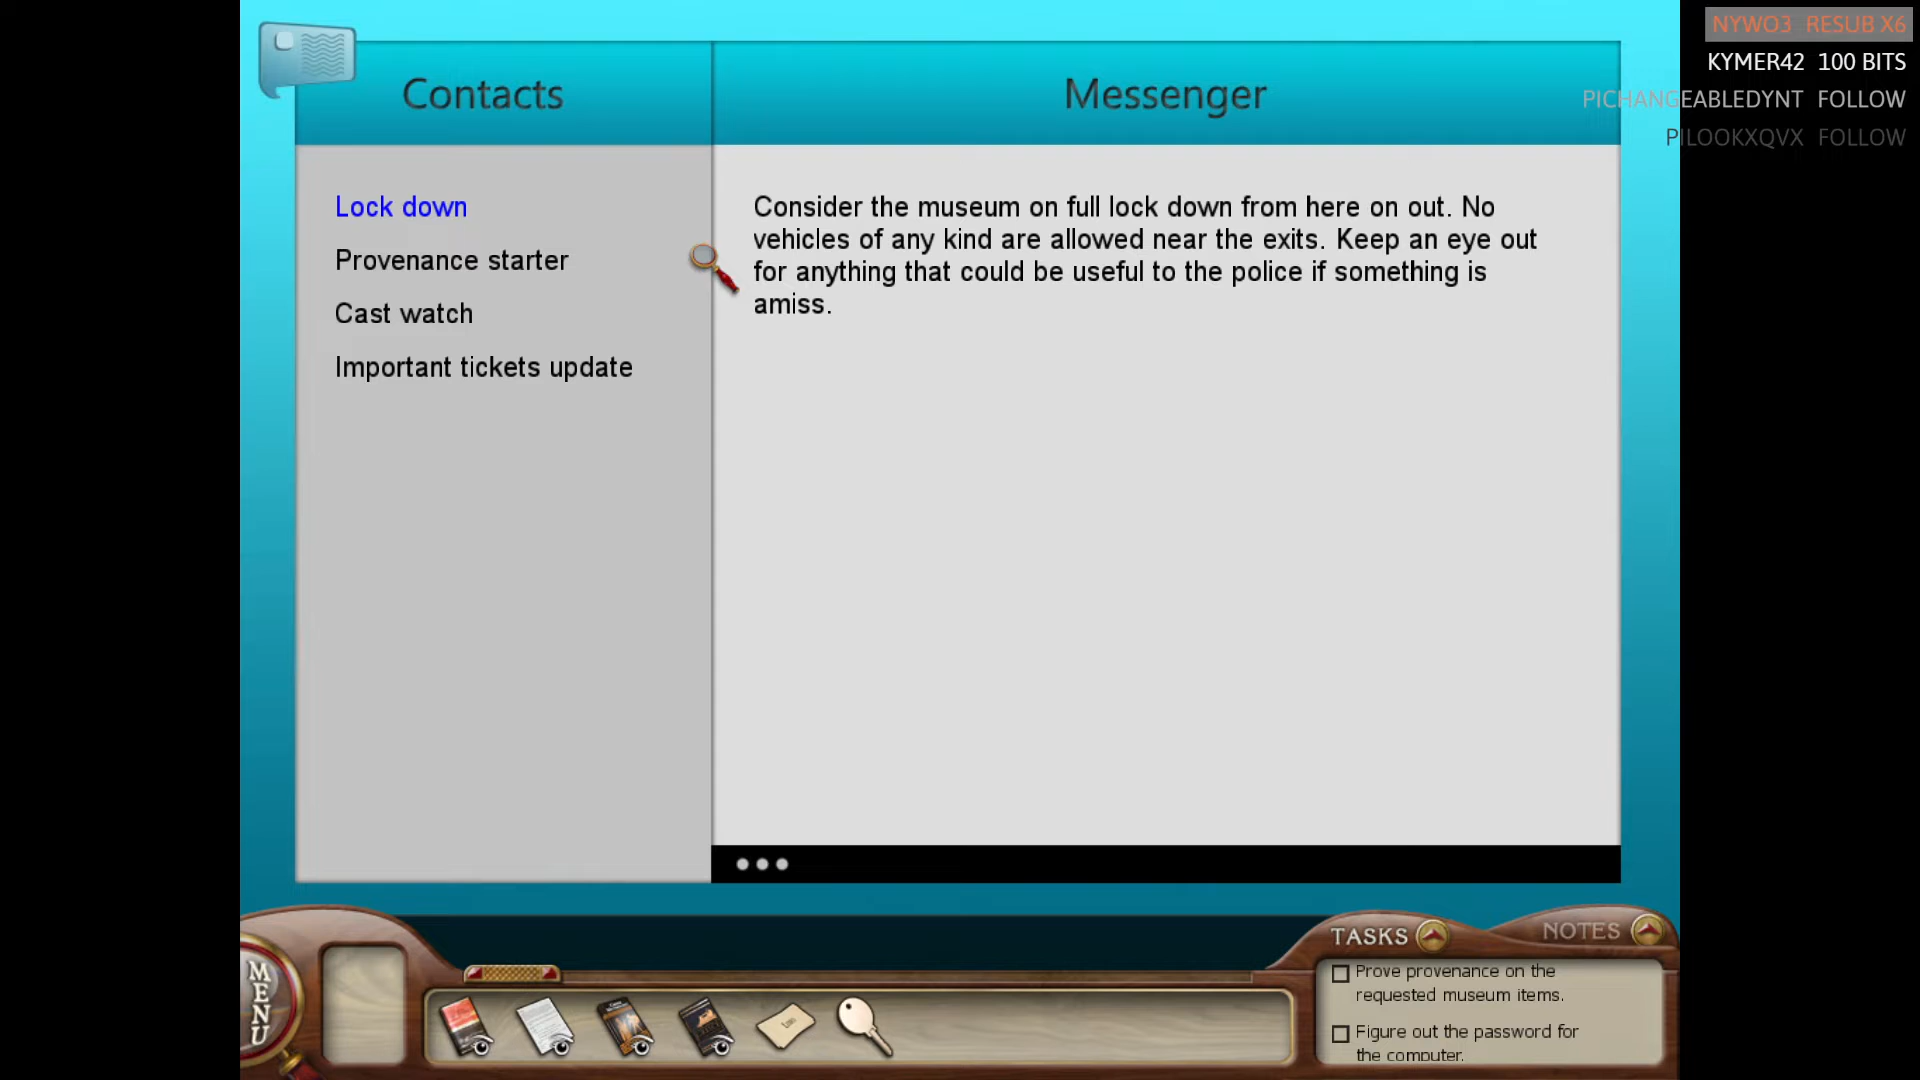 NYWO3 RESUB X6
KYMER42 100 BITS
PICHANGEABLEDYNT FOLLOW
PILOOKXQVX FOLLOW
Contacts
Messenger
Lock down
Provenance starter
Cast watch
Important tickets update
Consider the museum on full lock down from here on out. No
vehicles of any kind are allowed near the exits. Keep an eye out
for anything that could be useful to the police if something is
amiss.
MENU
TASKS
NOTES
Prove provenance on the
requested museum items.
Figure out the password for
the computer.